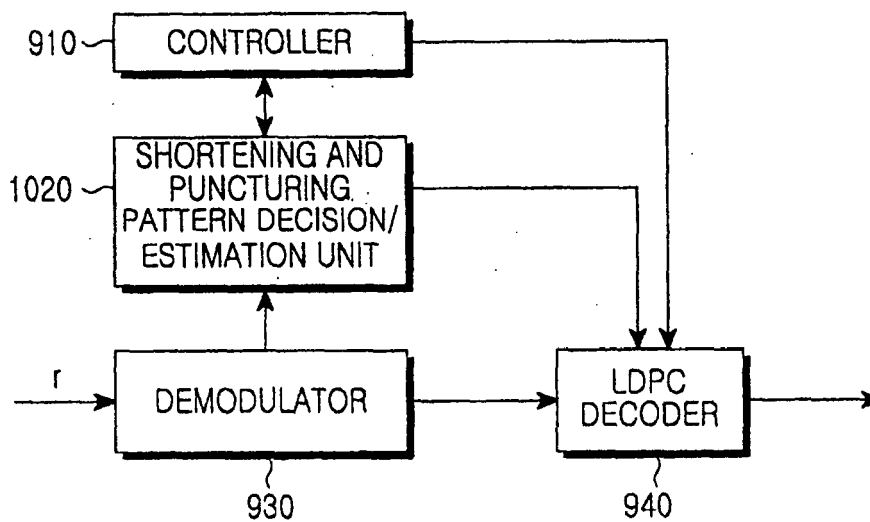 910
CONTROLLER
1020
SHORTENING AND
PUNCTURING
PATTERN DECISION/
ESTIMATION UNIT
r
DEMODULATOR
LDPC
DECODER
930
940